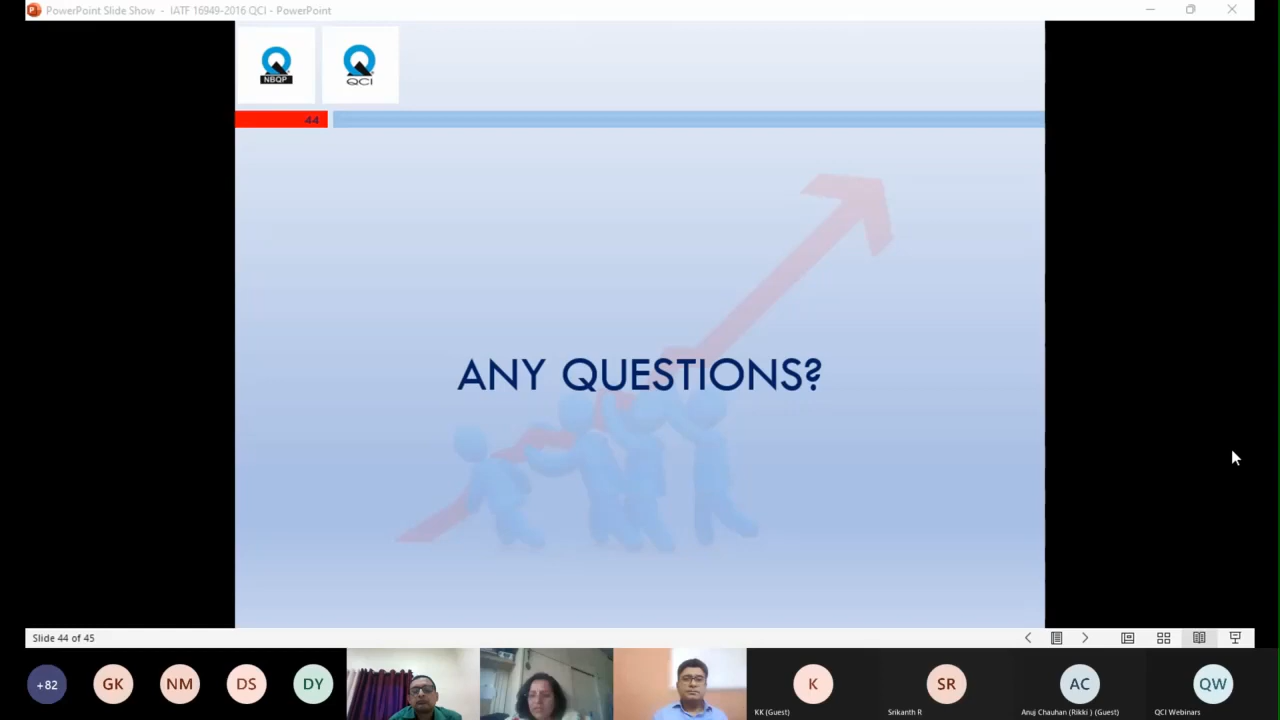 PowerPoint Slide Show - IATF 16949-2016 QCI - PowerPoint
NBQP
QCI
44
ANY QUESTIONS?
Slide 44 of 45
+82
GK
NM
DS
DY
K
KK (Guest)
SR
Srikanth R
AC
Anuj Chauhan (Rikki ) (Guest)
QW
QCI Webinars